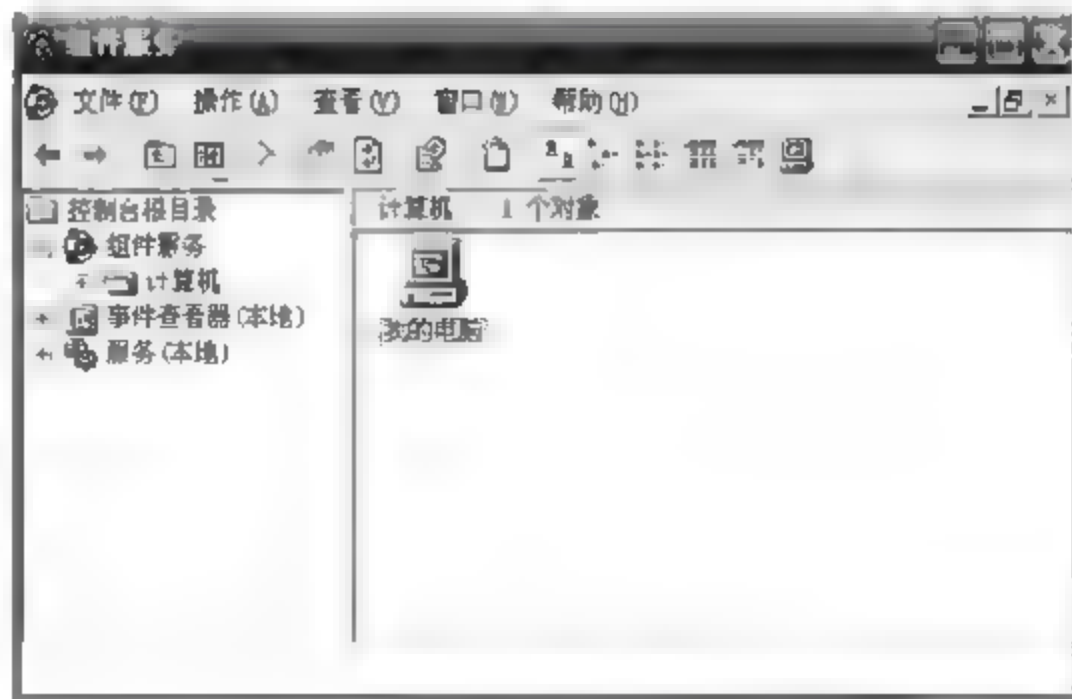 组件服务
文件(F) 操作(A) 查看(V) 窗口(W) 帮助(H)
控制台根目录
组件服务
计算机
事件查看器(本地)
服务(本地)
计算机 1 个对象
我的电脑